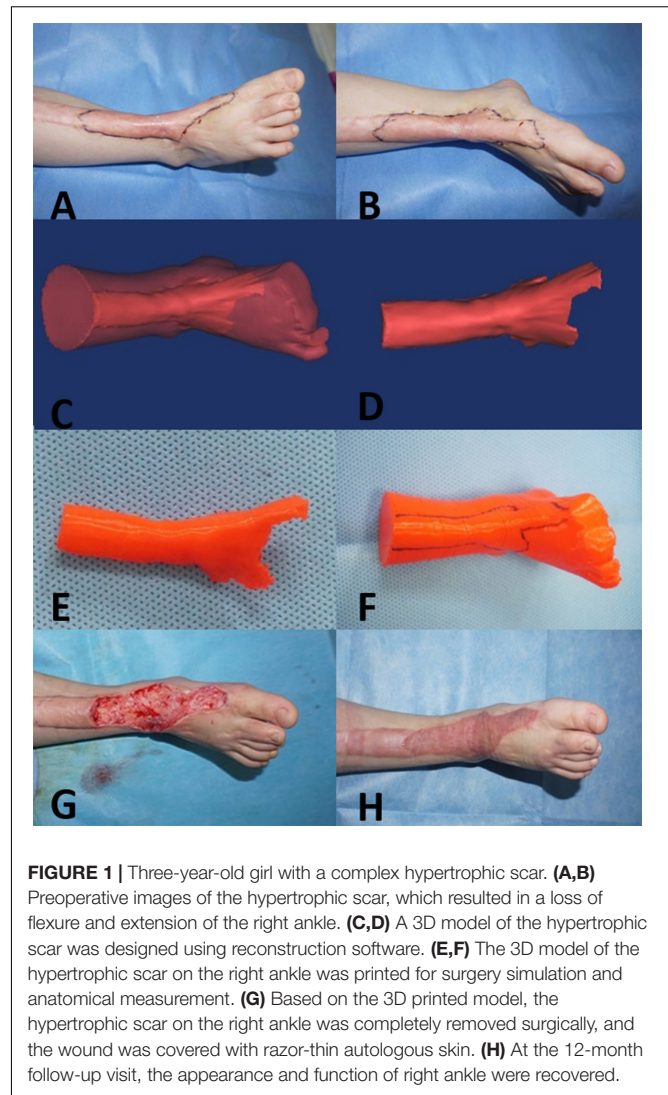 A
B
C
D
E
F
G
H
FIGURE 1 | Three-year-old girl with a complex hypertrophic scar. (A,B)
Preoperative images of the hypertrophic scar, which resulted in a loss of
flexure and extension of the right ankle. (C,D) A 3D model of the hypertrophic
scar was designed using reconstruction software. (E,F) The 3D model of the
hypertrophic scar on the right ankle was printed for surgery simulation and
anatomical measurement. (G) Based on the 3D printed model, the
hypertrophic scar on the right ankle was completely removed surgically, and
the wound was covered with razor-thin autologous skin. (H) At the 12-month
follow-up visit, the appearance and function of right ankle were recovered.